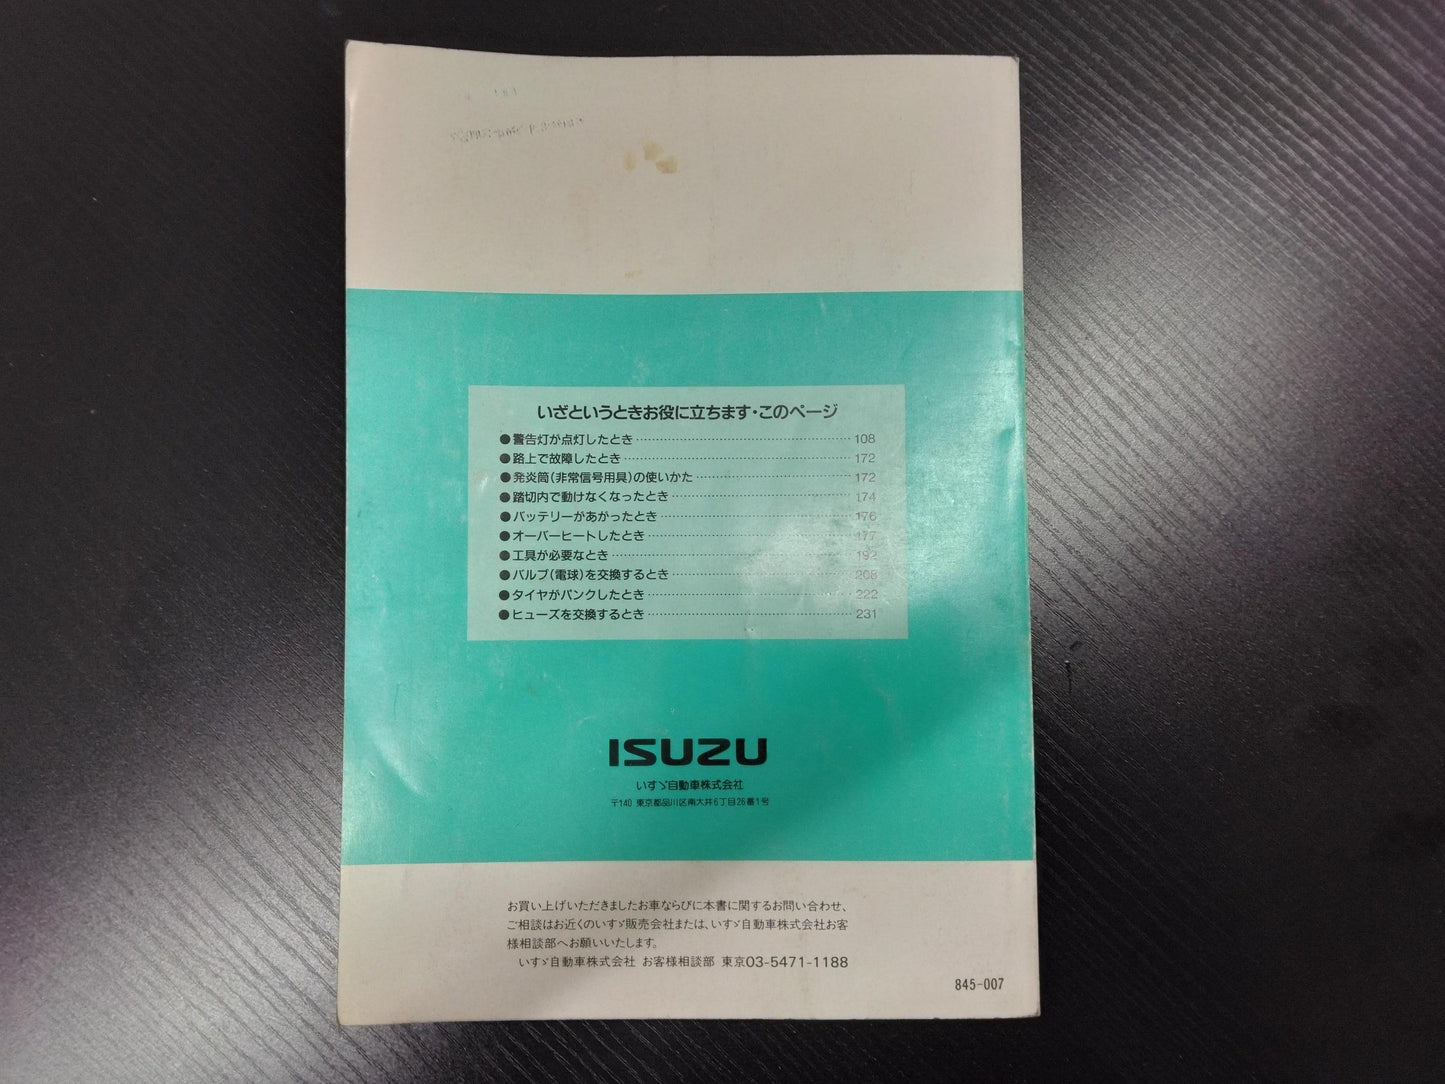 いざというときお役に立ちます・このページ
●警告灯が点灯したとき 108
●路上で故障したとき 172
●発炎筒(非常信号用具)の使いかた 172
●踏切内で動けなくなったとき 174
●バッテリーがあがったとき 176
●オーバーヒートしたとき 177
●工具が必要なとき 192
●バルブ(電球)を交換するとき 208
●タイヤがパンクしたとき 222
●ヒューズを交換するとき 231
ISUZU
いすゞ自動車株式会社
〒140 東京都品川区南大井6丁目26番1号
お買い上げいただきましたお車ならびに本書に関するお問い合わせ、
ご相談はお近くのいすゞ販売会社または、いすゞ自動車株式会社お客
様相談部へお願いいたします。
いすゞ自動車株式会社 お客様相談部 東京03-5471-1188
845-007